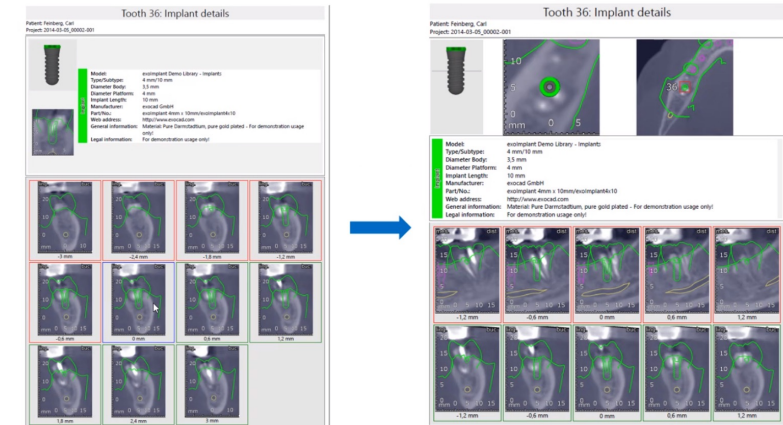 Tooth 36: Implant details
Patient: Feinberg, Carl
Project: 2014-03-05_00002-001
Model: exoImplant Demo Library - Implants
Type/Subtype: 4 mm/10 mm
Diameter Body: 3,5 mm
Diameter Platform: 4 mm
Implant Length: 10 mm
Manufacturer: exocad GmbH
Part/No.: exoImplant 4mm x 10mm/exoImplant4x10
Web address: http://www.exocad.com
General information: Material: Pure Darmstadtium, pure gold plated - For demonstration usage
only!
Legal information: For demonstration usage only!
-3 mm
-2,4 mm
-1,8 mm
-1,2 mm
-0,6 mm
0 mm
0,6 mm
1,2 mm
1,8 mm
2,4 mm
3 mm
Tooth 36: Implant details
Patient: Feinberg, Carl
Project: 2014-03-05_00002-001
10
5
mm 0 5
36
Model: exoImplant Demo Library - Implants
Type/Subtype: 4 mm/10 mm
Diameter Body: 3,5 mm
Diameter Platform: 4 mm
Implant Length: 10 mm
Manufacturer: exocad GmbH
Part/No.: exoImplant 4mm x 10mm/exoImplant4x10
Web address: http://www.exocad.com
General information: Material: Pure Darmstadtium, pure gold plated - For demonstration usage only!
Legal information: For demonstration usage only!
-1,2 mm
-0,6 mm
0 mm
0,6 mm
1,2 mm
-1,2 mm
-0,6 mm
0 mm
0,6 mm
1,2 mm